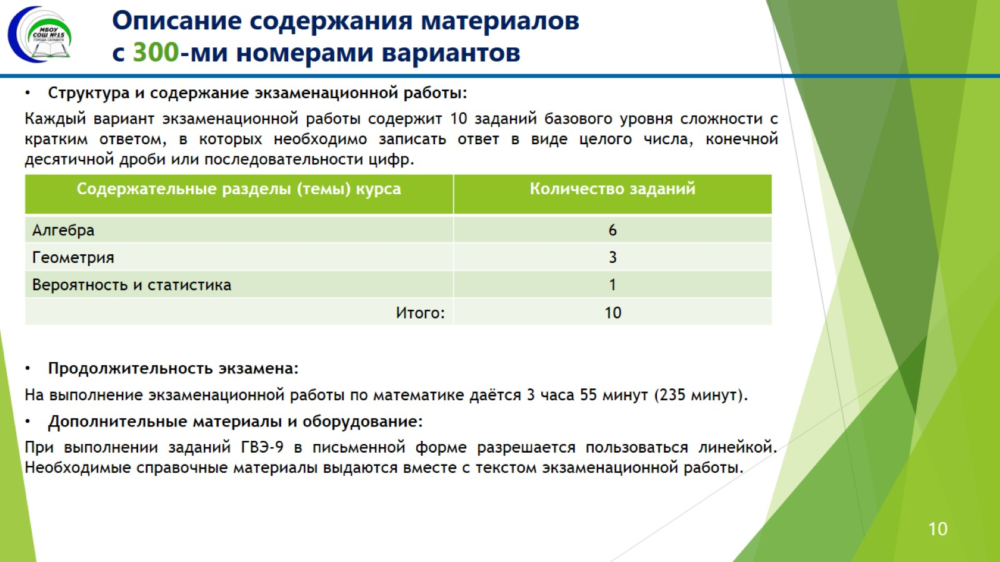 МБОУ
СОШ №15
ГОРОДА САЛАВАТА
Описание содержания материалов
с 300-ми номерами вариантов
• Структура и содержание экзаменационной работы:
Каждый вариант экзаменационной работы содержит 10 заданий базового уровня сложности с
кратким ответом, в которых необходимо записать ответ в виде целого числа, конечной
десятичной дроби или последовательности цифр.
Содержательные разделы (темы) курса Количество заданий
Алгебра 6
Геометрия 3
Вероятность и статистика 1
Итого: 10
• Продолжительность экзамена:
На выполнение экзаменационной работы по математике даётся 3 часа 55 минут (235 минут).
• Дополнительные материалы и оборудование:
При выполнении заданий ГВЭ-9 в письменной форме разрешается пользоваться линейкой.
Необходимые справочные материалы выдаются вместе с текстом экзаменационной работы.
10